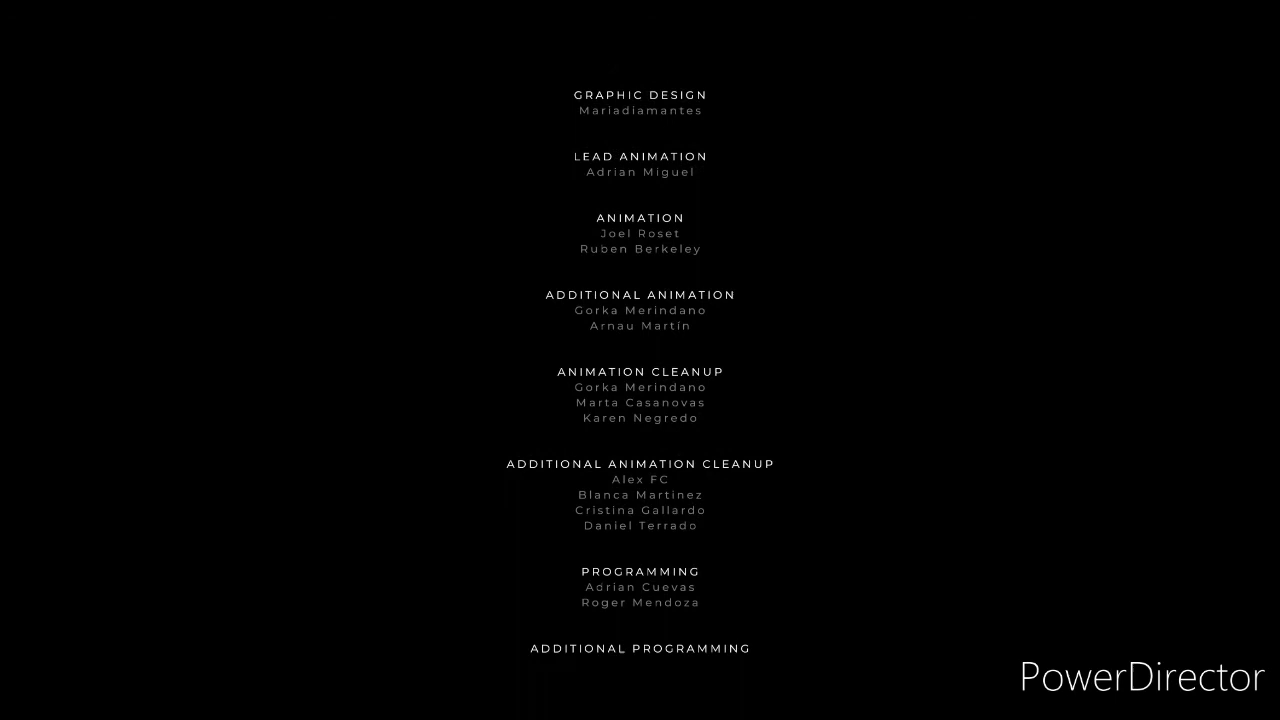 GRAPHIC DESIGN
Mariadiamantes
LEAD ANIMATION
Adrian Miguel
ANIMATION
Joel Roset
Ruben Berkeley
ADDITIONAL ANIMATION
Gorka Merindano
Arnau Martín
ANIMATION CLEANUP
Gorka Merindano
Marta Casanovas
Karen Negredo
ADDITIONAL ANIMATION CLEANUP
Alex FC
Blanca Martinez
Cristina Gallardo
Daniel Terrado
PROGRAMMING
Adrian Cuevas
Roger Mendoza
ADDITIONAL PROGRAMMING
PowerDirector